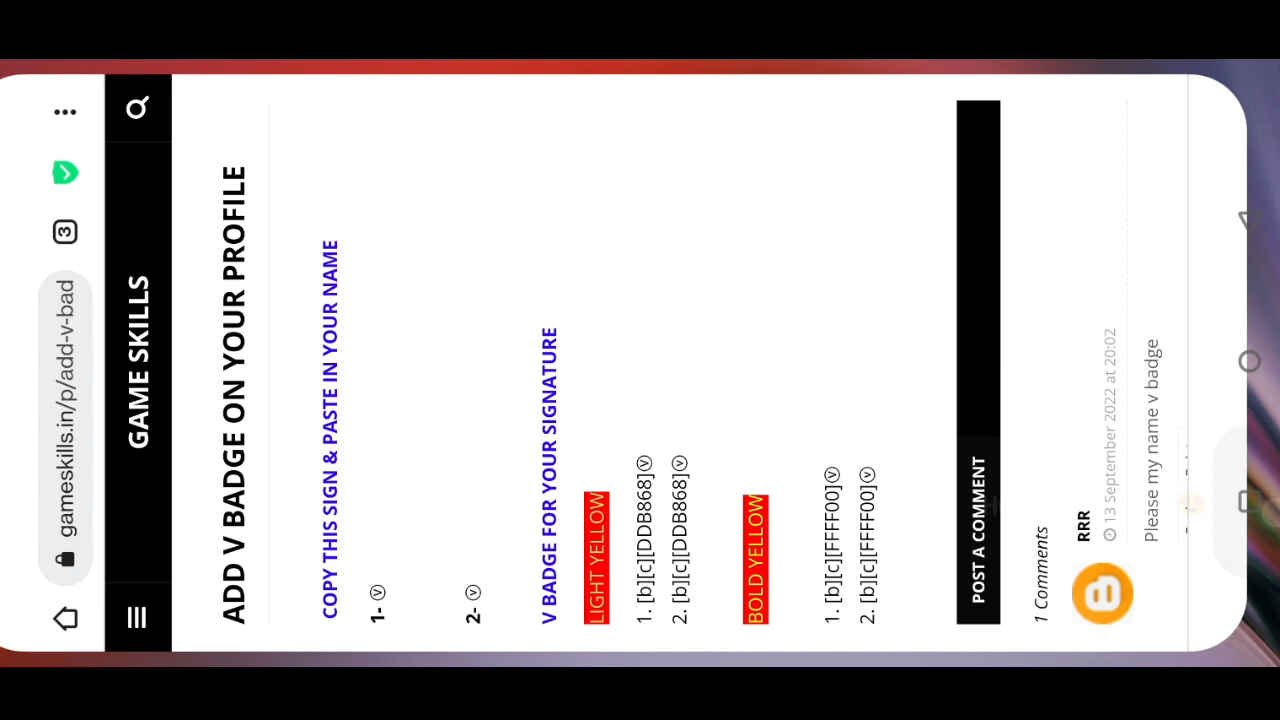 gameskills.in/p/add-v-bad
3
GAME SKILLS
ADD V BADGE ON YOUR PROFILE
COPY THIS SIGN & PASTE IN YOUR NAME
1- ⓥ
2- ⓥ
V BADGE FOR YOUR SIGNATURE
LIGHT YELLOW
1. [b][c][DDB868]ⓥ
2. [b][c][DDB868]ⓥ
BOLD YELLOW
1. [b][c][FFFF00]ⓥ
2. [b][c][FFFF00]ⓥ
POST A COMMENT
1 Comments
RRR
13 September 2022 at 20:02
Please my name v badge